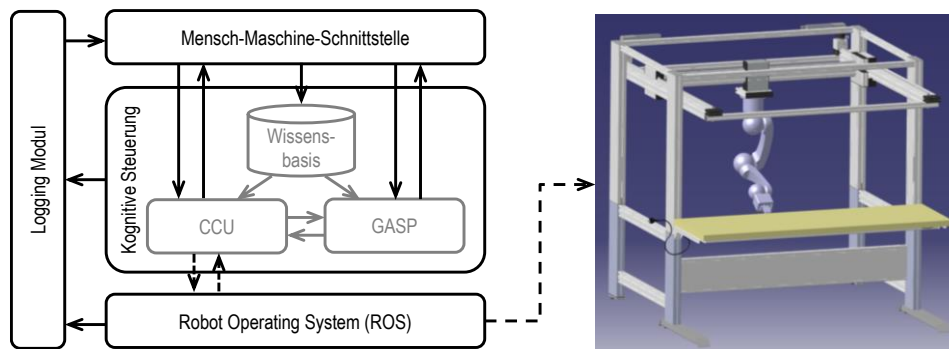 Mensch-Maschine-Schnittstelle
Logging Modul
Kognitive Steuerung
Wissens-
basis
CCU
GASP
Robot Operating System (ROS)